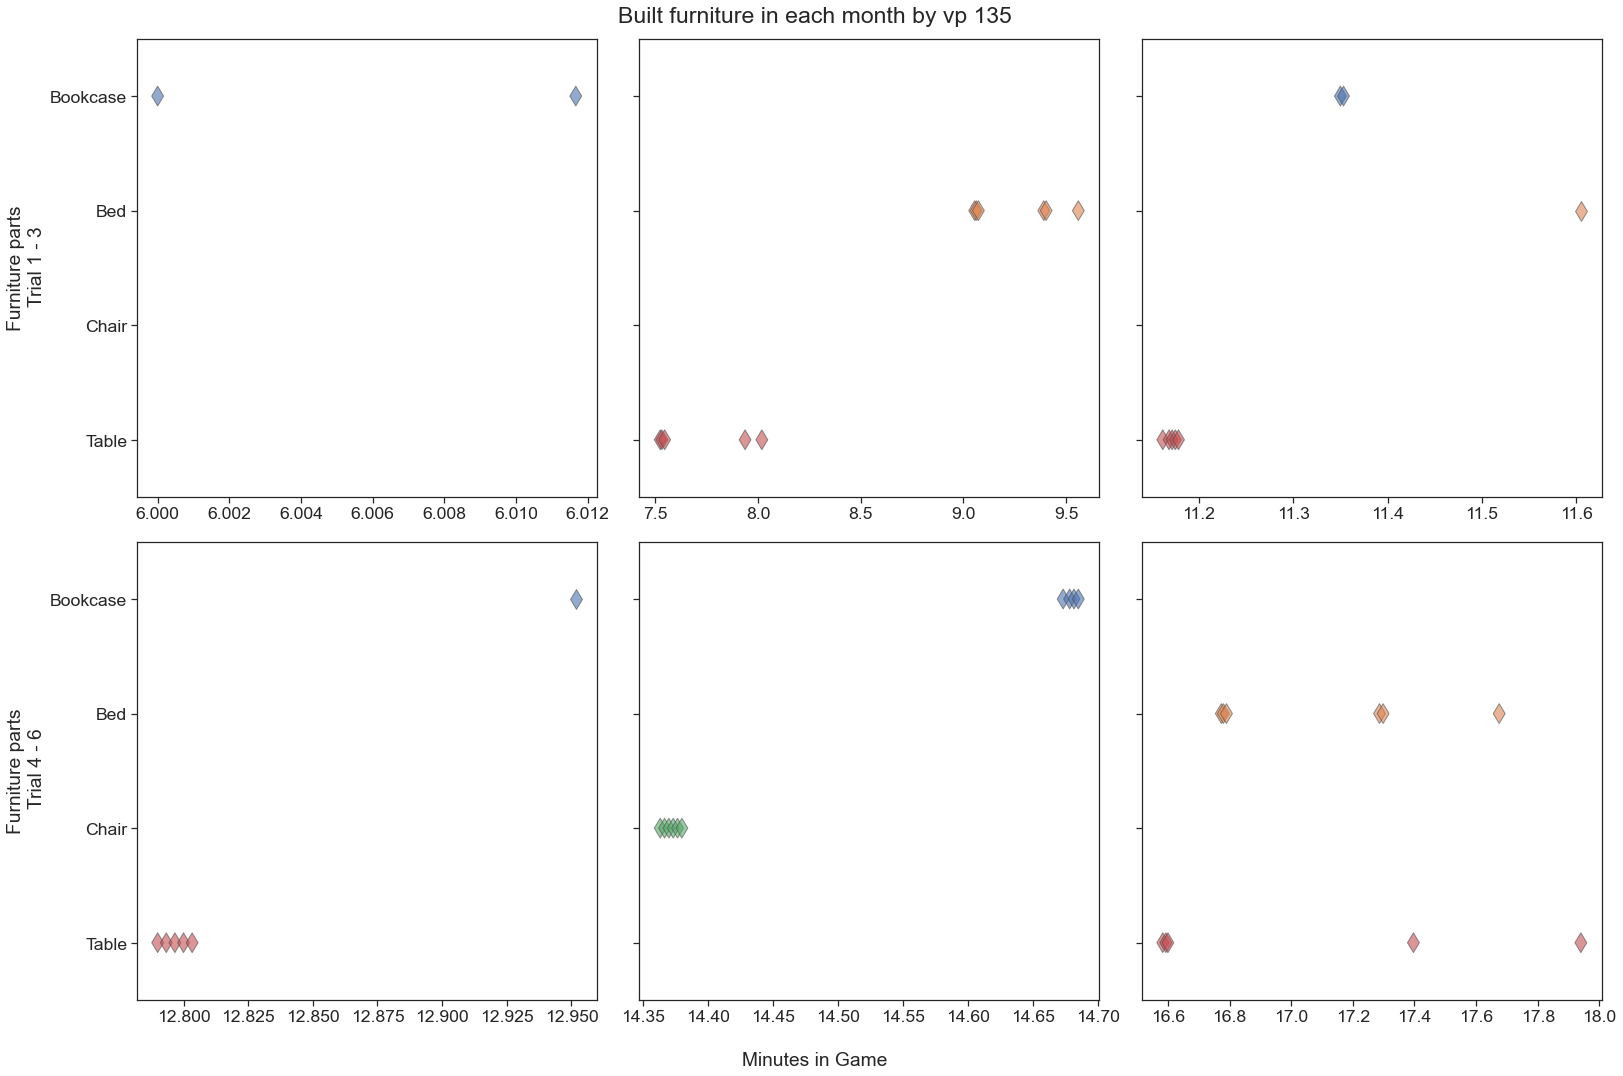 Built furniture in each month by vp 135
Furniture parts
Trial 1 - 3
Bookcase
Bed
Chair
Table
6.000 6.002 6.004 6.006 6.008 6.010 6.012
7.5 8.0 8.5 9.0 9.5
11.2 11.3 11.4 11.5 11.6
Furniture parts
Trial 4 - 6
Bookcase
Bed
Chair
Table
12.800 12.825 12.850 12.875 12.900 12.925 12.950
14.35 14.40 14.45 14.50 14.55 14.60 14.65 14.70
16.6 16.8 17.0 17.2 17.4 17.6 17.8 18.0
Minutes in Game